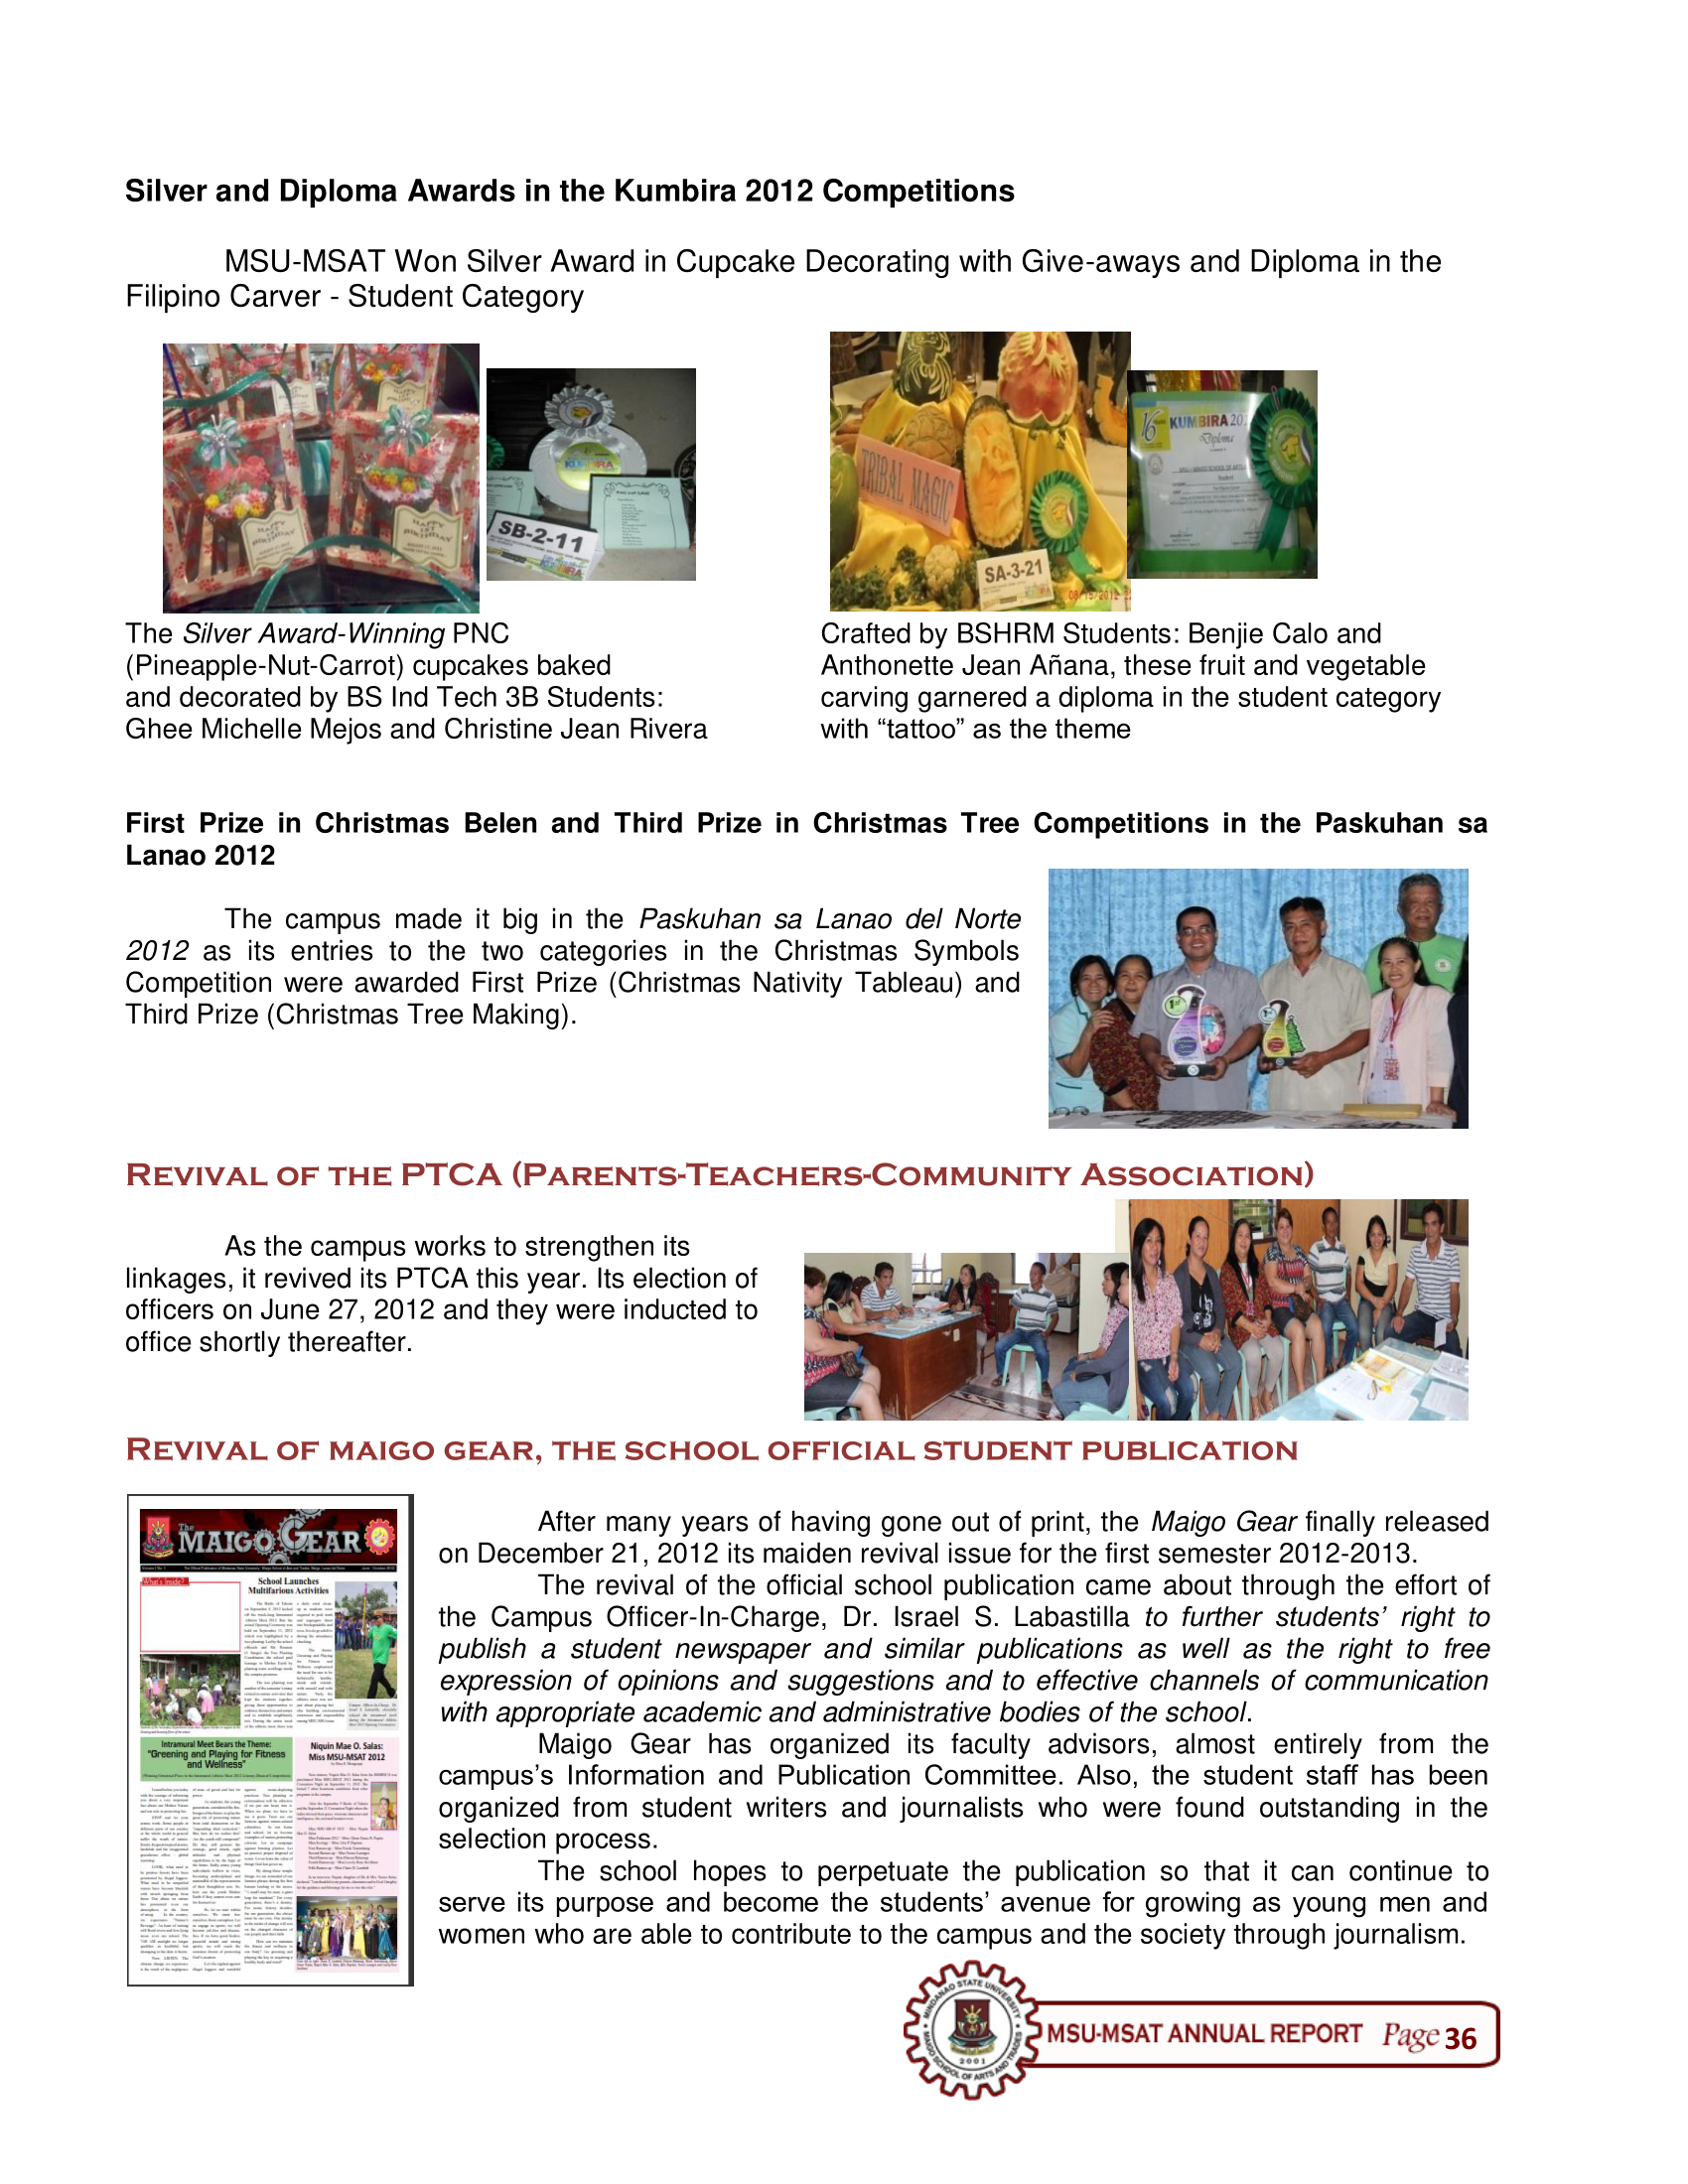 Silver and Diploma Awards in the Kumbira 2012 Competitions
MSU-MSAT Won Silver Award in Cupcake Decorating with Give-aways and Diploma in the
Filipino Carver - Student Category
HAPPY
1ST
BIRTHDAY
HAPPY
1ST
BIRTHDAY
KUMBIRA
SB-2-11
TRIBAL MAGIC
SA-3-21
16
KUMBIRA 201
Diploma
The Silver Award-Winning PNC
(Pineapple-Nut-Carrot) cupcakes baked
and decorated by BS Ind Tech 3B Students:
Ghee Michelle Mejos and Christine Jean Rivera
Crafted by BSHRM Students: Benjie Calo and
Anthonette Jean Añana, these fruit and vegetable
carving garnered a diploma in the student category
with “tattoo” as the theme
First Prize in Christmas Belen and Third Prize in Christmas Tree Competitions in the Paskuhan sa
Lanao 2012
The campus made it big in the Paskuhan sa Lanao del Norte
2012 as its entries to the two categories in the Christmas Symbols
Competition were awarded First Prize (Christmas Nativity Tableau) and
Third Prize (Christmas Tree Making).
1st
REVIVAL OF THE PTCA (PARENTS-TEACHERS-COMMUNITY ASSOCIATION)
As the campus works to strengthen its
linkages, it revived its PTCA this year. Its election of
officers on June 27, 2012 and they were inducted to
office shortly thereafter.
REVIVAL OF MAIGO GEAR, THE SCHOOL OFFICIAL STUDENT PUBLICATION
The MAIGO GEAR
What's Inside?
School Launches
Multifarious Activities
Intramural Meet Bears the Theme:
"Greening and Playing for Fitness
and Wellness"
Niquin Mae O. Salas:
Miss MSU-MSAT 2012
After many years of having gone out of print, the Maigo Gear finally released
on December 21, 2012 its maiden revival issue for the first semester 2012-2013.
The revival of the official school publication came about through the effort of
the Campus Officer-In-Charge, Dr. Israel S. Labastilla to further students’ right to
publish a student newspaper and similar publications as well as the right to free
expression of opinions and suggestions and to effective channels of communication
with appropriate academic and administrative bodies of the school.
Maigo Gear has organized its faculty advisors, almost entirely from the
campus’s Information and Publication Committee. Also, the student staff has been
organized from student writers and journalists who were found outstanding in the
selection process.
The school hopes to perpetuate the publication so that it can continue to
serve its purpose and become the students’ avenue for growing as young men and
women who are able to contribute to the campus and the society through journalism.
MINDANAO STATE UNIVERSITY
MAIGO SCHOOL OF ARTS AND TRADES
2001
MSU-MSAT ANNUAL REPORT Page 36